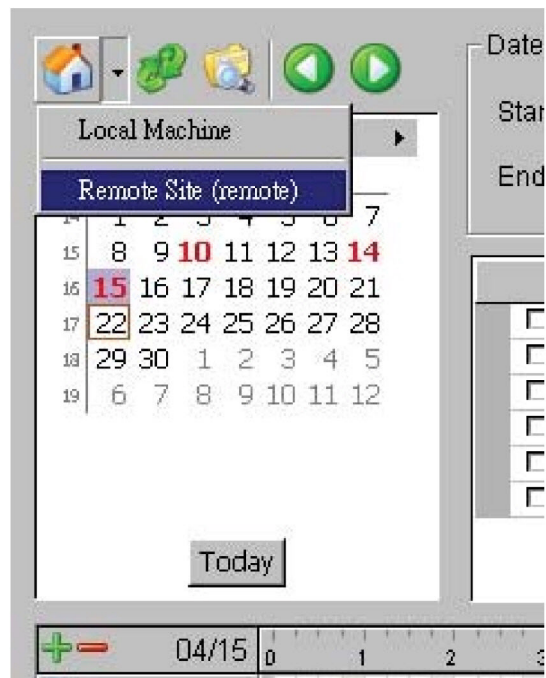 Date
Star
Local Machine
End
Remote Site (remote)
14 1 2 3 4 5 6 7
15 8 9 10 11 12 13 14
16 15 16 17 18 19 20 21
17 22 23 24 25 26 27 28
18 29 30 1 2 3 4 5
19 6 7 8 9 10 11 12
Today
04/15 0 1 2 3